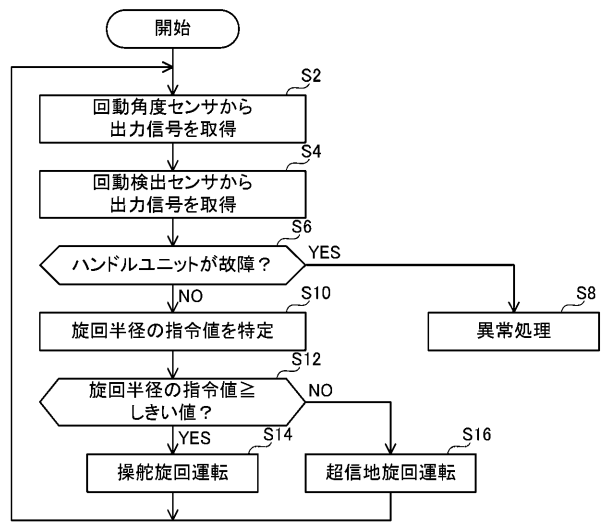 開始
S2
回動角度センサから
出力信号を取得
S4
回動検出センサから
出力信号を取得
S6
ハンドルユニットが故障？
YES
NO
S10
旋回半径の指令値を特定
S8
異常処理
S12
旋回半径の指令値≧
しきい値？
NO
YES
S14
操舵旋回運転
S16
超信地旋回運転